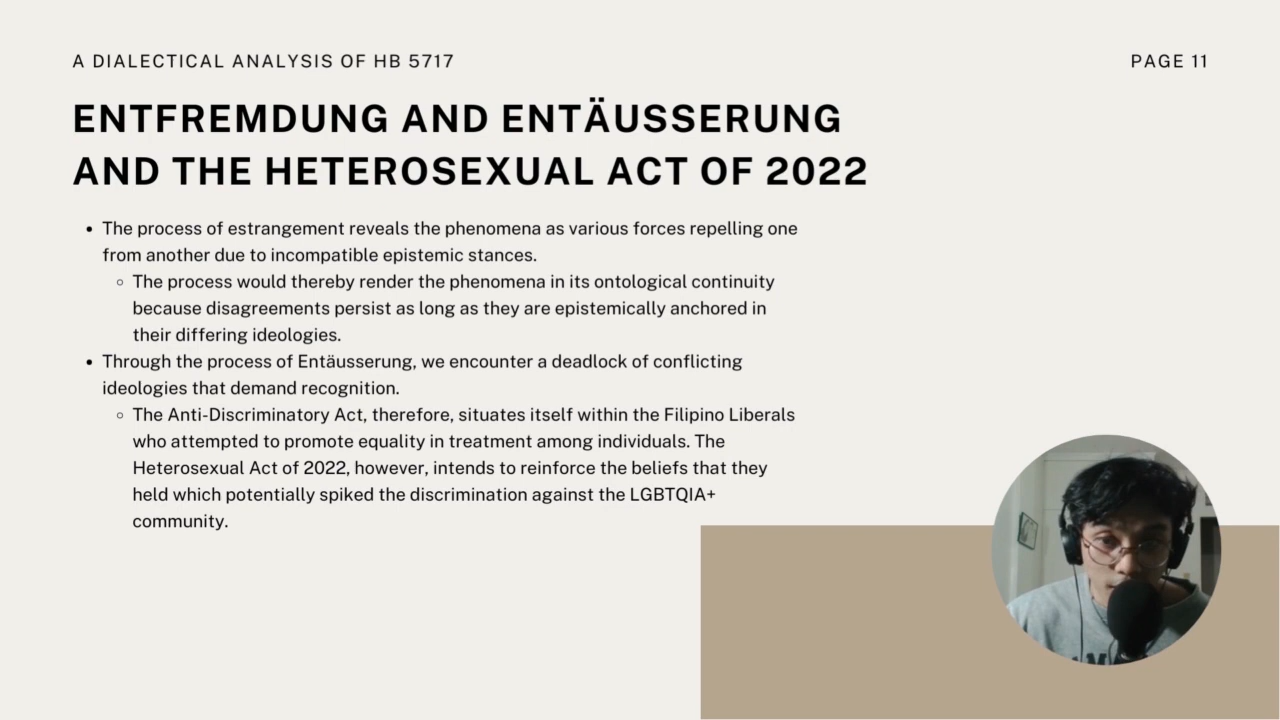 A DIALECTICAL ANALYSIS OF HB 5717
PAGE 11
ENTFREMDUNG AND ENTÄUSSERUNG
AND THE HETEROSEXUAL ACT OF 2022
• The process of estrangement reveals the phenomena as various forces repelling one
from another due to incompatible epistemic stances.
◦ The process would thereby render the phenomena in its ontological continuity
because disagreements persist as long as they are epistemically anchored in
their differing ideologies.
• Through the process of Entäusserung, we encounter a deadlock of conflicting
ideologies that demand recognition.
◦ The Anti-Discriminatory Act, therefore, situates itself within the Filipino Liberals
who attempted to promote equality in treatment among individuals. The
Heterosexual Act of 2022, however, intends to reinforce the beliefs that they
held which potentially spiked the discrimination against the LGBTQIA+
community.